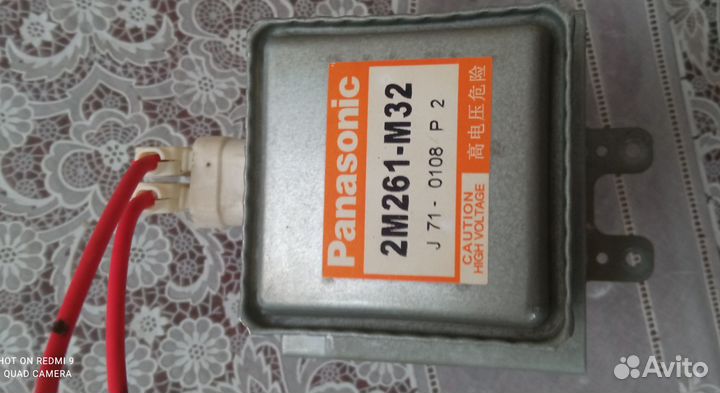 Panasonic
2M261-M32
J 71 - 0108 P 2
CAUTION
HIGH VOLTAGE
高电压危险
HOT ON REDMI 9
QUAD CAMERA
Avito